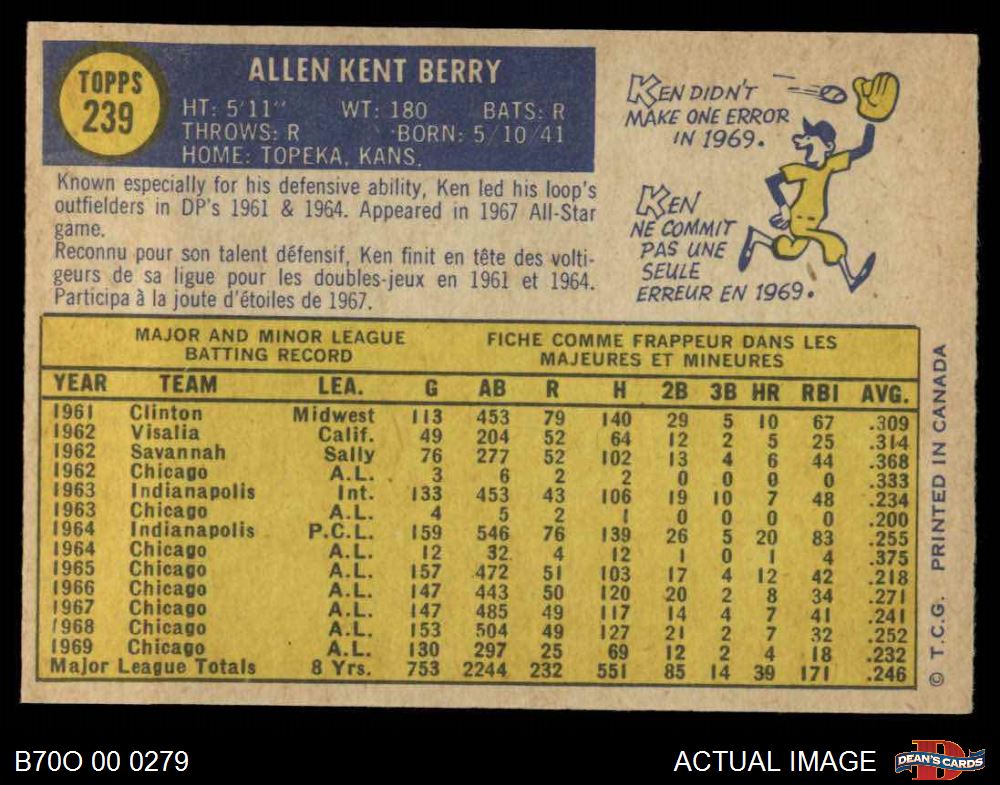 TOPPS
239
ALLEN KENT BERRY
HT: 5'11" WT: 180 BATS: R
THROWS: R BORN: 5/10/41
HOME: TOPEKA, KANS.
Known especially for his defensive ability, Ken led his loop's
outfielders in DP's 1961 & 1964. Appeared in 1967 All-Star
game.
Reconnu pour son talent défensif, Ken finit en tête des volti-
geurs de sa ligue pour les doubles-jeux en 1961 et 1964.
Participa à la joute d'étoiles de 1967.
KEN DIDN'T
MAKE ONE ERROR
IN 1969.
KEN
NE COMMIT
PAS UNE
SEULE
ERREUR EN 1969.
MAJOR AND MINOR LEAGUE
BATTING RECORD
FICHE COMME FRAPPEUR DANS LES
MAJEURES ET MINEURES
YEAR TEAM LEA. G AB R H 2B 3B HR RBI AVG.
1961 Clinton Midwest 113 453 79 140 29 5 10 67 .309
1962 Visalia Calif. 49 204 52 64 12 2 5 25 .314
1962 Savannah Sally 76 277 52 102 13 4 6 44 .368
1962 Chicago A.L. 3 6 2 2 0 0 0 0 .333
1963 Indianapolis Int. 133 453 43 106 19 10 7 48 .234
1963 Chicago A.L. 4 5 2 1 0 0 0 0 .200
1964 Indianapolis P.C.L. 159 546 76 139 26 5 20 83 .255
1964 Chicago A.L. 12 32 4 12 1 0 1 4 .375
1965 Chicago A.L. 157 472 51 103 17 4 12 42 .218
1966 Chicago A.L. 147 443 50 120 20 2 8 34 .271
1967 Chicago A.L. 147 485 49 117 14 4 7 41 .241
1968 Chicago A.L. 153 504 49 127 21 2 7 32 .252
1969 Chicago A.L. 130 297 25 69 12 2 4 18 .232
Major League Totals 8 Yrs. 753 2244 232 551 85 14 39 171 .246
© T.C.G. PRINTED IN CANADA
B70O 00 0279
ACTUAL IMAGE
DEAN'S CARDS